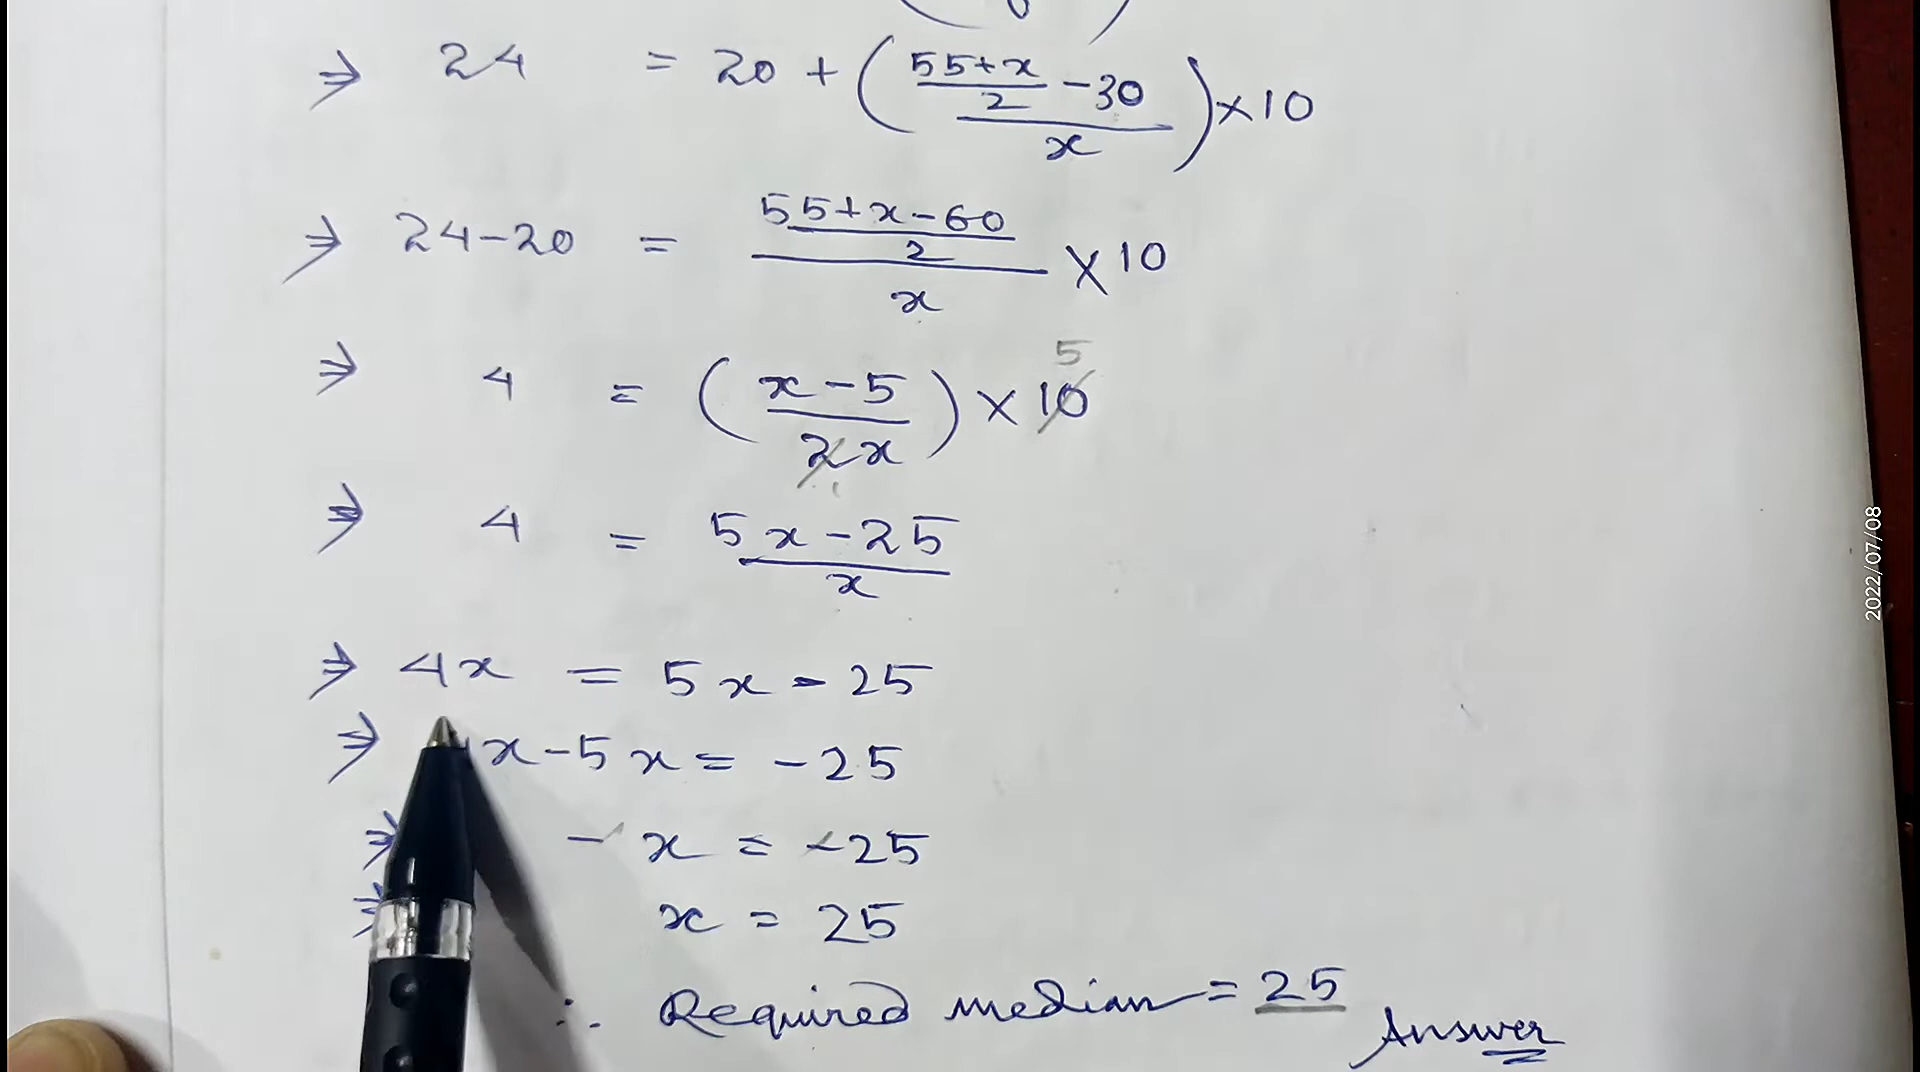 ⇒ 24 = 20 + ((55+x)/2 - 30 / x) × 10
⇒ 24-20 = (55+x-60)/2 / x × 10
5
⇒ 4 = (x-5 / 2x) × 10
⇒ 4 = 5x-25 / x
⇒ 4x = 5x - 25
⇒ 4x-5x = -25
⇒ -x = -25
⇒ x = 25
∴ Required median = 25 Answer
2022/07/08